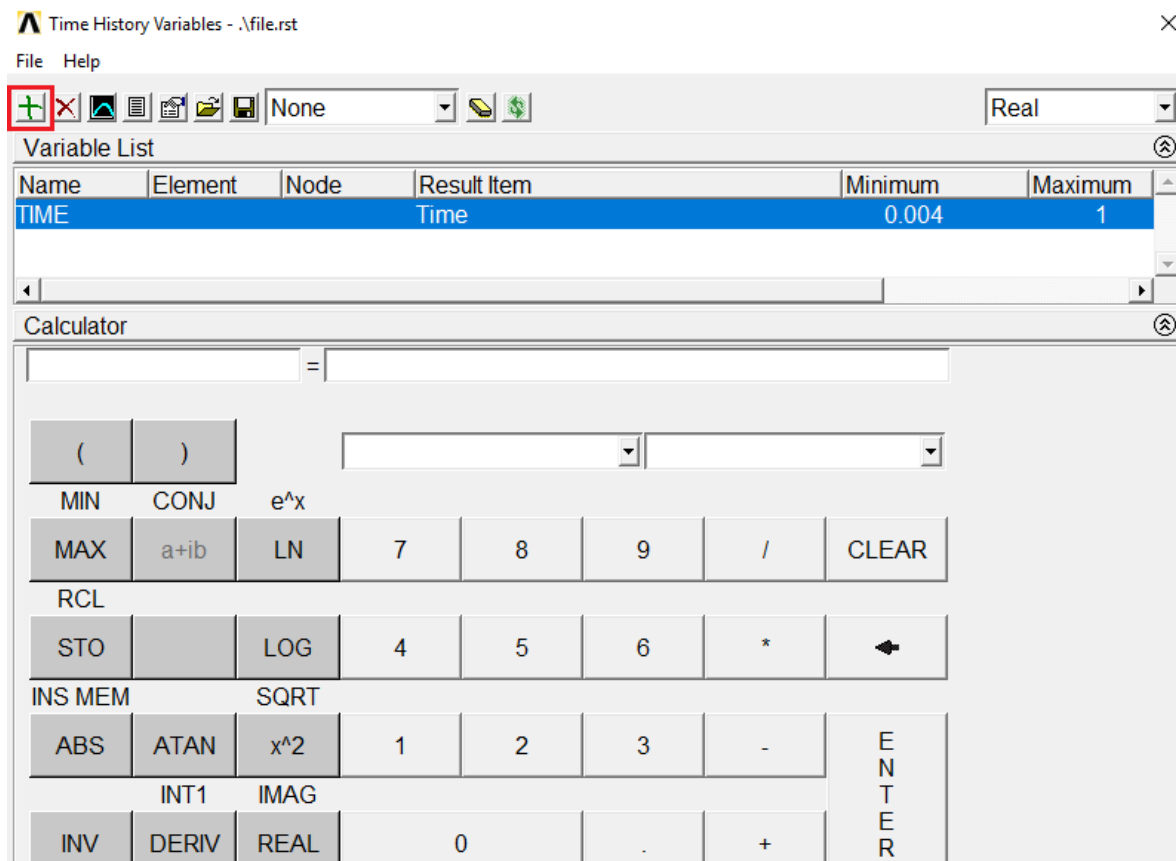 Time History Variables - .\file.rst
File Help
None Real
Variable List
Name Element Node Result Item Minimum Maximum
TIME Time 0.004 1
Calculator
=
( )
MIN CONJ e^x
MAX a+ib LN 7 8 9 / CLEAR
RCL
STO LOG 4 5 6 *
INS MEM SQRT
ABS ATAN x^2 1 2 3 - ENTER
INT1 IMAG
INV DERIV REAL 0 . +